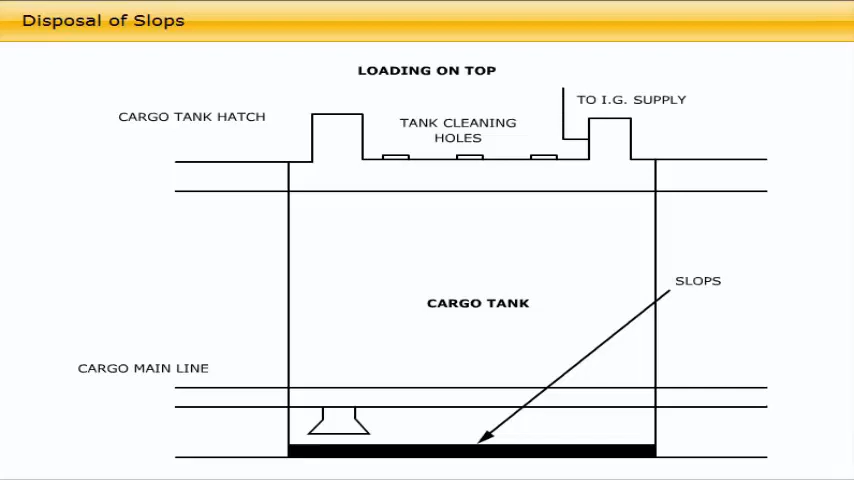 Disposal of Slops
LOADING ON TOP
TO I.G. SUPPLY
CARGO TANK HATCH
TANK CLEANING
HOLES
SLOPS
CARGO TANK
CARGO MAIN LINE